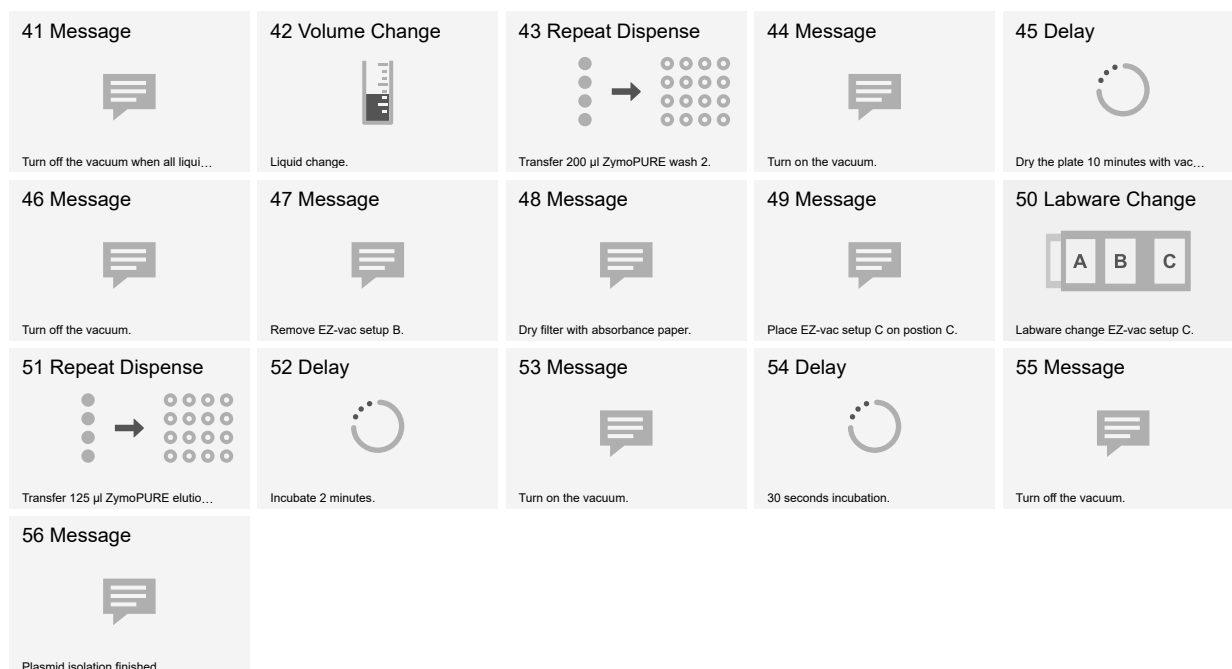 41 Message
42 Volume Change
43 Repeat Dispense
44 Message
45 Delay
Turn off the vacuum when all liqui...
Liquid change.
Transfer 200 µl ZymoPURE wash 2.
Turn on the vacuum.
Dry the plate 10 minutes with vac...
46 Message
47 Message
48 Message
49 Message
50 Labware Change
A B C
Turn off the vacuum.
Remove EZ-vac setup B.
Dry filter with absorbance paper.
Place EZ-vac setup C on postion C.
Labware change EZ-vac setup C.
51 Repeat Dispense
52 Delay
53 Message
54 Delay
55 Message
Transfer 125 µl ZymoPURE elutio...
Incubate 2 minutes.
Turn on the vacuum.
30 seconds incubation.
Turn off the vacuum.
56 Message
Plasmid isolation finished